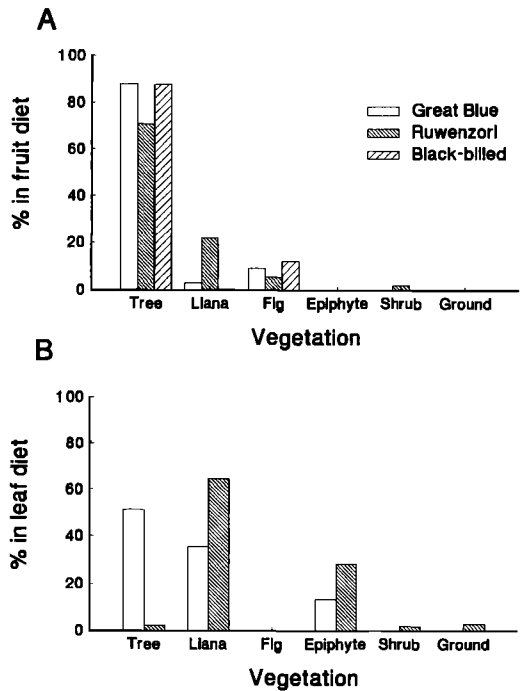 A
100
80
60
40
20
0
% in fruit diet
Great Blue
Ruwenzori
Black-billed
Tree Liana Fig Epiphyte Shrub Ground
Vegetation
B
100
80
60
40
20
0
% in leaf diet
Tree Liana Fig Epiphyte Shrub Ground
Vegetation